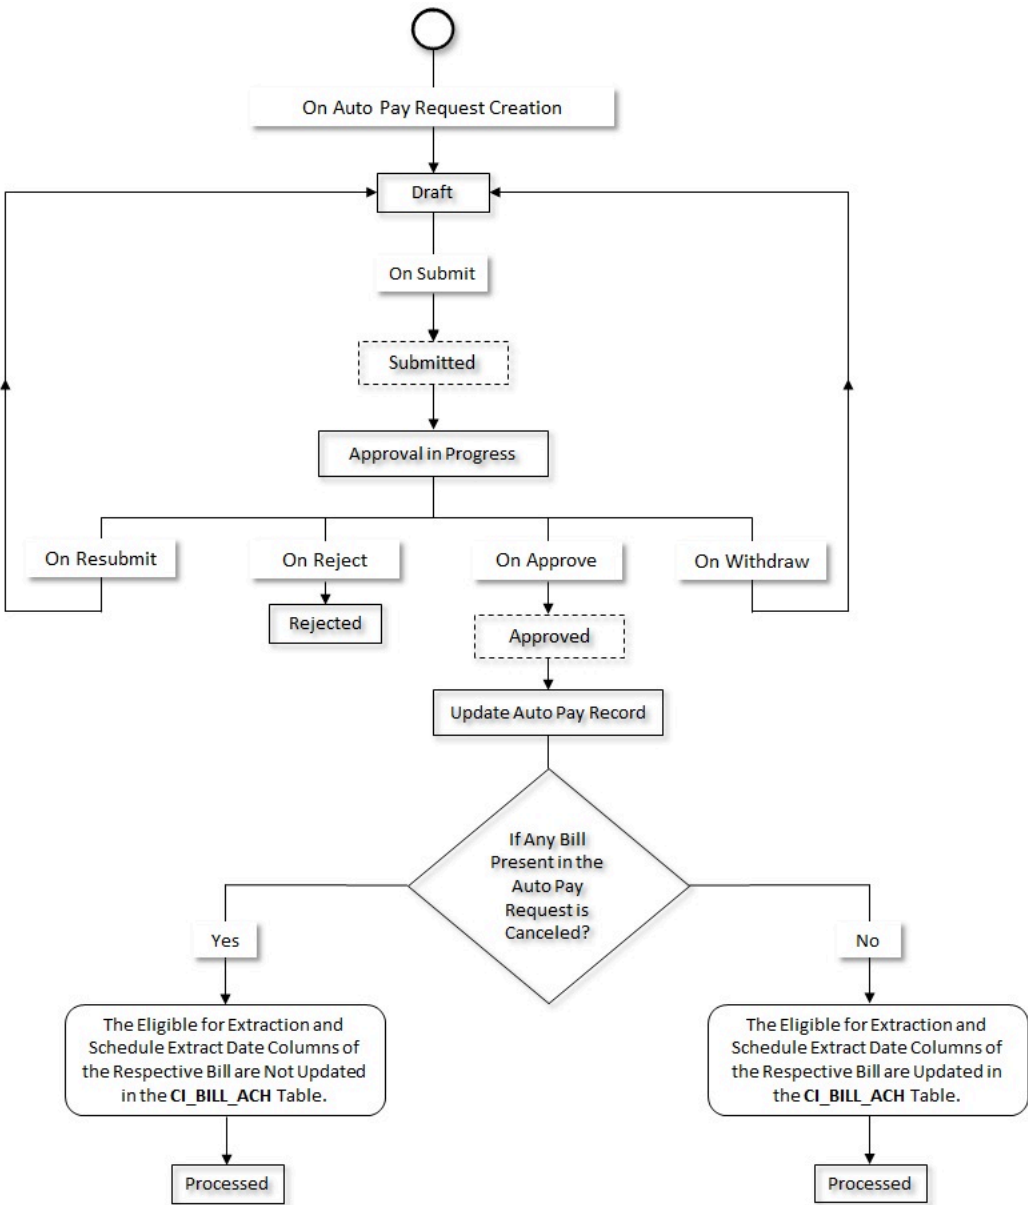 On Auto Pay Request Creation
Draft
On Submit
Submitted
Approval in Progress
On Resubmit
On Reject
On Approve
On Withdraw
Rejected
Approved
Update Auto Pay Record
If Any Bill
Present in the
Auto Pay
Request is
Canceled?
Yes
No
The Eligible for Extraction and
Schedule Extract Date Columns of
the Respective Bill are Not Updated
in the CI_BILL_ACH Table.
The Eligible for Extraction and
Schedule Extract Date Columns of
the Respective Bill are Updated in
the CI_BILL_ACH Table.
Processed
Processed